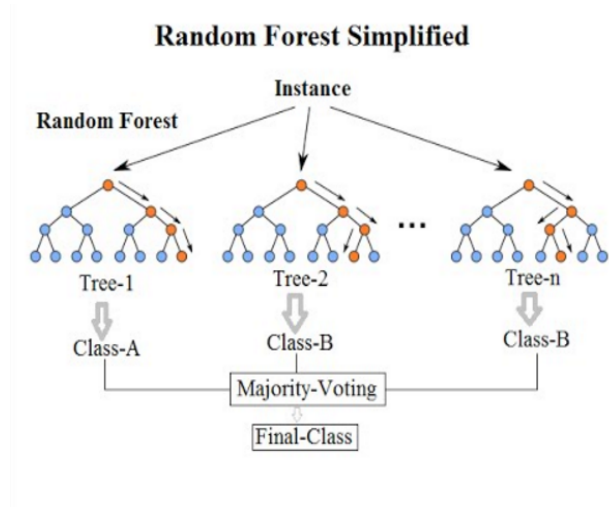 Random Forest Simplified
Instance
Random Forest
...
Tree-1
Tree-2
Tree-n
Class-A
Class-B
Class-B
Majority-Voting
Final-Class